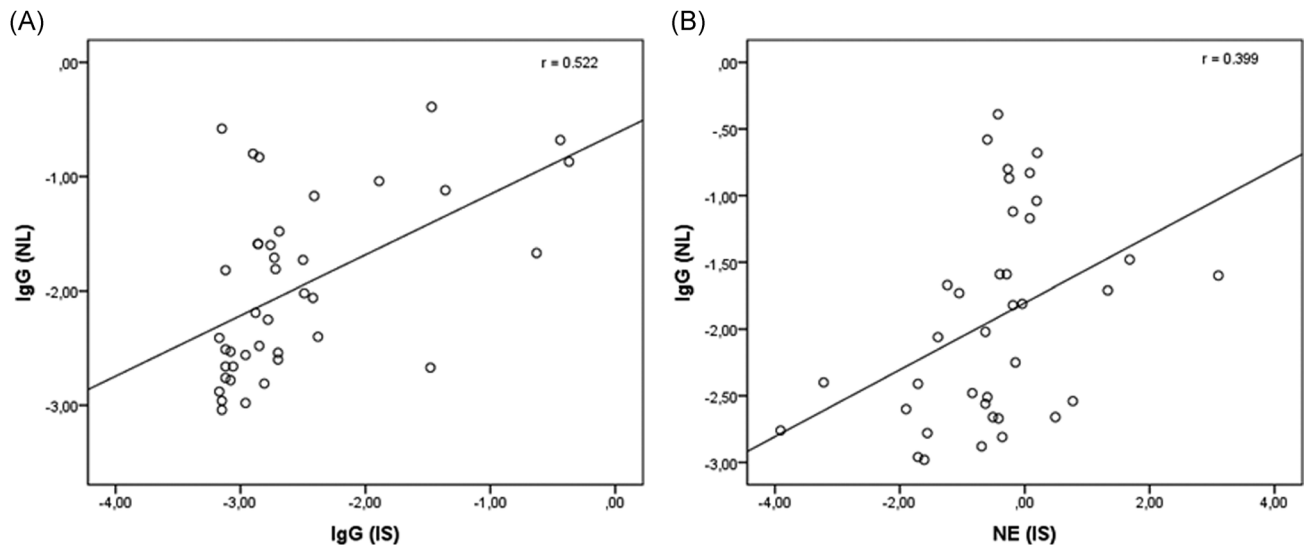 (A)
r = 0.522
,00
-1,00
-2,00
-3,00
IgG (NL)
-4,00 -3,00 -2,00 -1,00 ,00
IgG (IS)
(B)
r = 0.399
,00
-,50
-1,00
-1,50
-2,00
-2,50
-3,00
IgG (NL)
-4,00 -2,00 ,00 2,00 4,00
NE (IS)